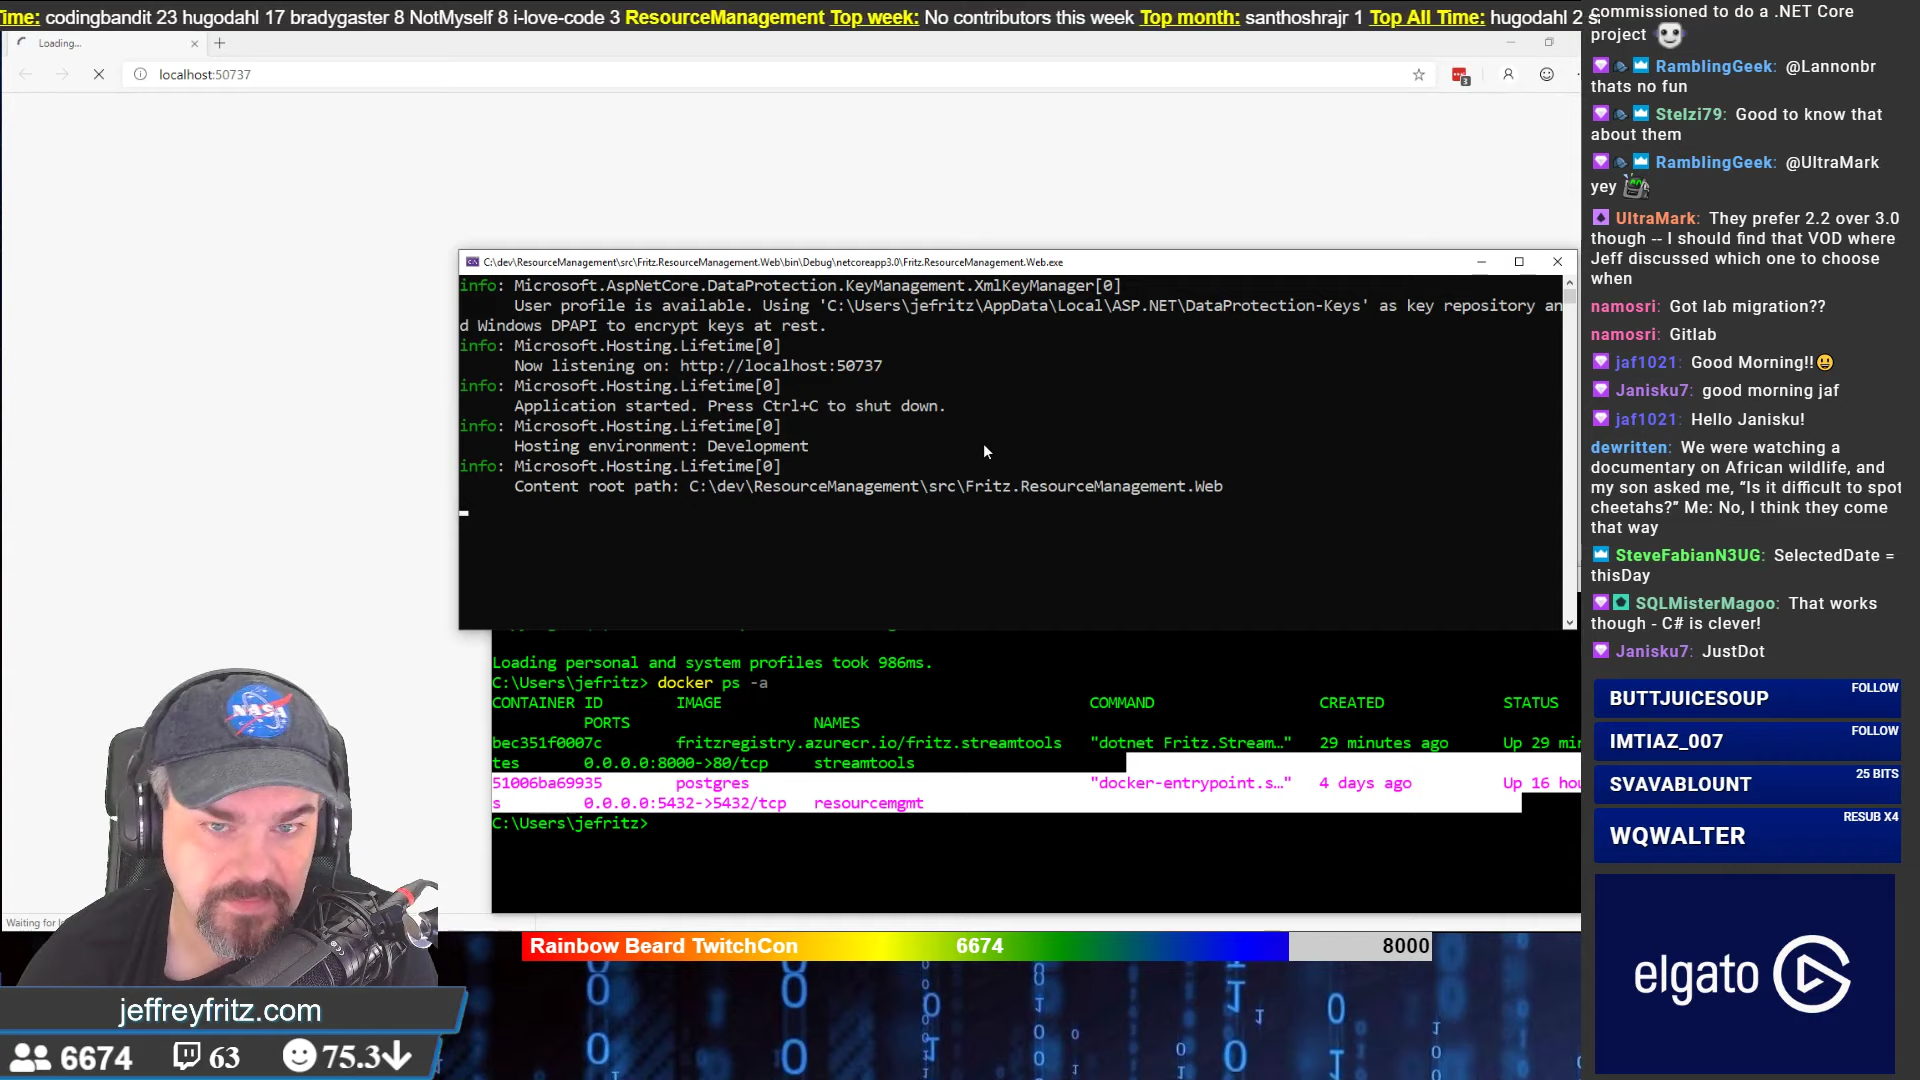 Time: codingbandit 23 hugodahl 17 bradygaster 8 NotMyself 8 i-love-code 3 ResourceManagement Top week: No contributors this week Top month: santhoshrajr 1 Top All Time: hugodahl 2 s
Loading...
localhost:50737
3
C:\dev\ResourceManagement\src\Fritz.ResourceManagement.Web\bin\Debug\netcoreapp3.0\Fritz.ResourceManagement.Web.exe
info: Microsoft.AspNetCore.DataProtection.KeyManagement.XmlKeyManager[0]
User profile is available. Using 'C:\Users\jefritz\AppData\Local\ASP.NET\DataProtection-Keys' as key repository an
d Windows DPAPI to encrypt keys at rest.
info: Microsoft.Hosting.Lifetime[0]
Now listening on: http://localhost:50737
info: Microsoft.Hosting.Lifetime[0]
Application started. Press Ctrl+C to shut down.
info: Microsoft.Hosting.Lifetime[0]
Hosting environment: Development
info: Microsoft.Hosting.Lifetime[0]
Content root path: C:\dev\ResourceManagement\src\Fritz.ResourceManagement.Web
Loading personal and system profiles took 986ms.
C:\Users\jefritz> docker ps -a
CONTAINER ID IMAGE COMMAND CREATED STATUS
PORTS NAMES
bec351f0007c fritzregistry.azurecr.io/fritz.streamtools "dotnet Fritz.Stream…" 29 minutes ago Up 29 min
tes 0.0.0.0:8000->80/tcp streamtools
51006ba69935 postgres "docker-entrypoint.s…" 4 days ago Up 16 hou
s 0.0.0.0:5432->5432/tcp resourcemgmt
C:\Users\jefritz>
Waiting for l
commissioned to do a .NET Core
project
RamblingGeek: @Lannonbr
thats no fun
Stelzi79: Good to know that
about them
RamblingGeek: @UltraMark
yey
UltraMark: They prefer 2.2 over 3.0
though -- I should find that VOD where
Jeff discussed which one to choose
when
namosri: Got lab migration??
namosri: Gitlab
jaf1021: Good Morning!!
Janisku7: good morning jaf
jaf1021: Hello Janisku!
dewritten: We were watching a
documentary on African wildlife, and
my son asked me, “Is it difficult to spot
cheetahs?” Me: No, I think they come
that way
SteveFabianN3UG: SelectedDate =
thisDay
SQLMisterMagoo: That works
though - C# is clever!
Janisku7: JustDot
BUTTJUICESOUP FOLLOW
IMTIAZ_007 FOLLOW
SVAVABLOUNT 25 BITS
WQWALTER RESUB X4
elgato
NASA
Rainbow Beard TwitchCon 6674 8000
jeffreyfritz.com
6674 63 75.3